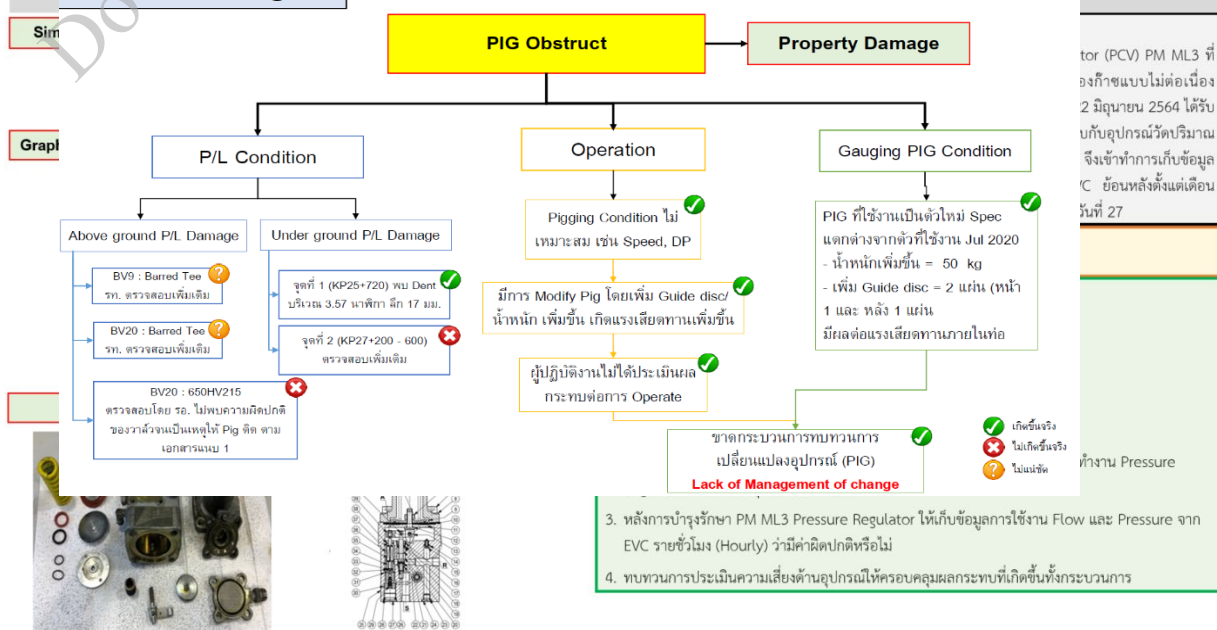 Do
Sim
Graph
PIG Obstruct
Property Damage
P/L Condition
Operation
Gauging PIG Condition
Above ground P/L Damage
Under ground P/L Damage
BV9 : Barred Tee
รท. ตรวจสอบเพิ่มเติม
BV20 : Barred Tee
รท. ตรวจสอบเพิ่มเติม
BV20 : 650HV215
ตรวจสอบโดย รอ. ไม่พบความผิดปกติ
ของวาล์วจนเป็นเหตุให้ Pig ติด ตาม
เอกสารแนบ 1
จุดที่ 1 (KP25+720) พบ Dent
บริเวณ 3.57 นาฬิกา ลึก 17 มม.
จุดที่ 2 (KP27+200 - 600)
ตรวจสอบเพิ่มเติม
Pigging Condition ไม่
เหมาะสม เช่น Speed, DP
มีการ Modify Pig โดยเพิ่ม Guide disc/
น้ำหนัก เพิ่มขึ้น เกิดแรงเสียดทานเพิ่มขึ้น
ผู้ปฏิบัติงานไม่ได้ประเมินผล
กระทบต่อการ Operate
PIG ที่ใช้งานเป็นตัวใหม่ Spec
แตกต่างจากตัวที่ใช้งาน Jul 2020
- น้ำหนักเพิ่มขึ้น = 50 kg
- เพิ่ม Guide disc = 2 แผ่น (หน้า
1 และ หลัง 1 แผ่น
มีผลต่อแรงเสียดทานภายในท่อ
ขาดกระบวนการทบทวนการ
เปลี่ยนแปลงอุปกรณ์ (PIG)
Lack of Management of change
เกิดขึ้นจริง
ไม่เกิดขึ้นจริง
ไม่แน่ชัด
tor (PCV) PM ML3 ที่
องก๊าซแบบไม่ต่อเนื่อง
22 มิถุนายน 2564 ได้รับ
บกับอุปกรณ์วัดปริมาณ
จึงเข้าทำการเก็บข้อมูล
VC ย้อนหลังตั้งแต่เดือน
วันที่ 27
ทำงาน Pressure
3. หลังการบำรุงรักษา PM ML3 Pressure Regulator ให้เก็บข้อมูลการใช้งาน Flow และ Pressure จาก
EVC รายชั่วโมง (Hourly) ว่ามีค่าผิดปกติหรือไม่
4. ทบทวนการประเมินความเสี่ยงด้านอุปกรณ์ให้ครอบคลุมผลกระทบที่เกิดขึ้นทั้งกระบวนการ